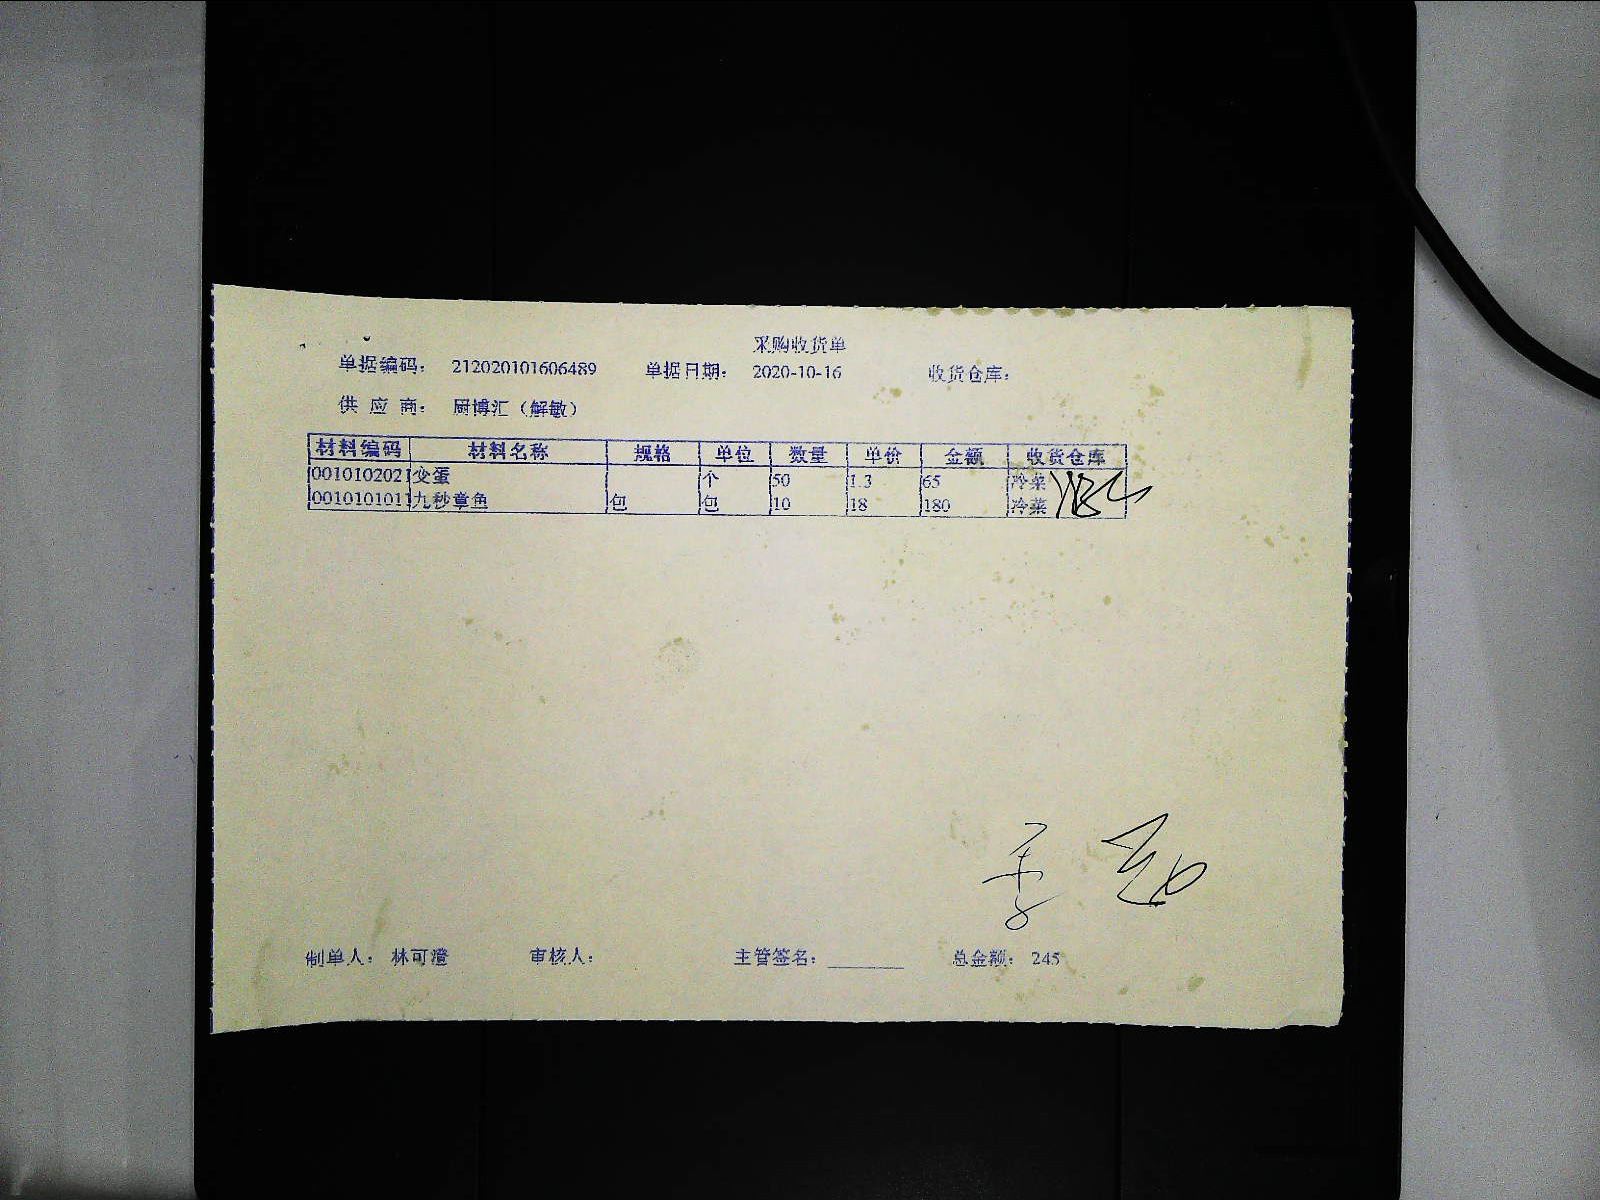 采购收货单
单据编码： 212020101606489 单据日期： 2020-10-16 收货仓库：
供 应 商： 厨博汇（解敏）
材料编码 材料名称 规格 单位 数量 单价 金额 收货仓库
0010102021 变蛋 个 50 1.3 65 冷菜
0010101011 九秒章鱼 包 包 10 18 180 冷菜
制单人： 林可澄 审核人： 主管签名： ________ 总金额： 245